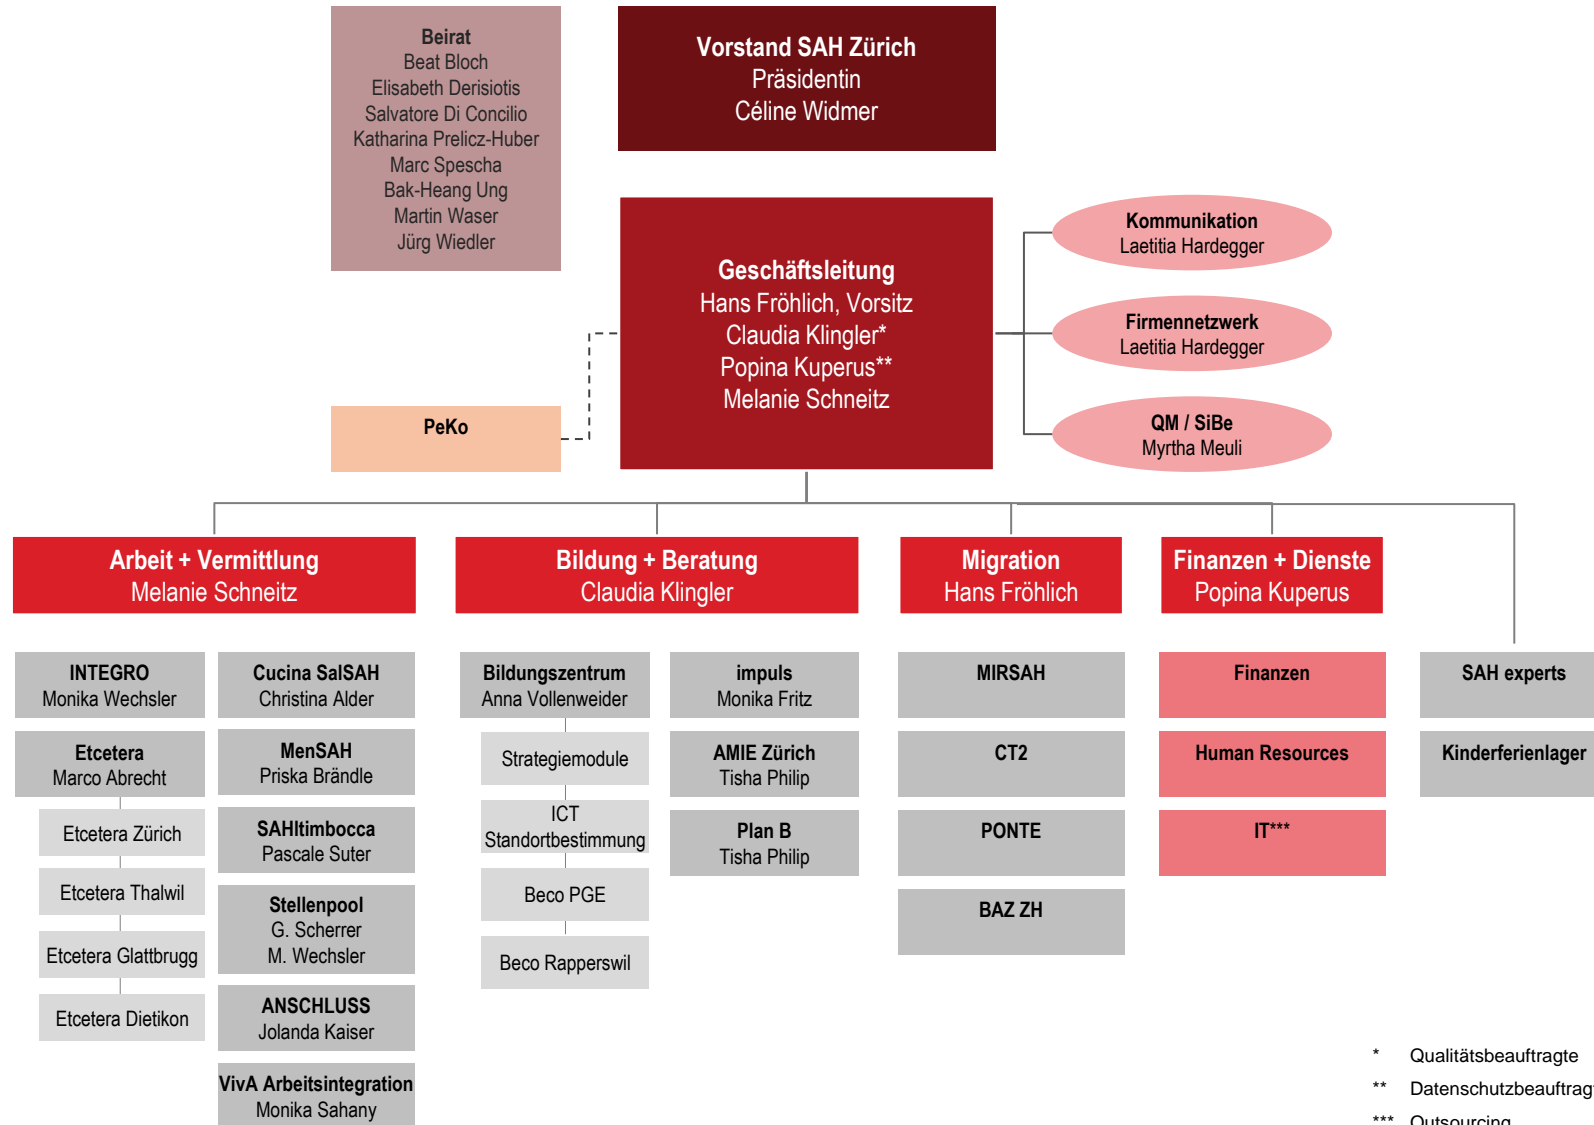 Beirat
Beat Bloch
Elisabeth Derisiotis
Salvatore Di Concilio
Katharina Prelicz-Huber
Marc Spescha
Bak-Heang Ung
Martin Waser
Jürg Wiedler
Vorstand SAH Zürich
Präsidentin
Céline Widmer
Geschäftsleitung
Hans Fröhlich, Vorsitz
Claudia Klingler*
Popina Kuperus**
Melanie Schneitz
Kommunikation
Laetitia Hardegger
Firmennetzwerk
Laetitia Hardegger
QM / SiBe
Myrtha Meuli
PeKo
Arbeit + Vermittlung
Melanie Schneitz
Bildung + Beratung
Claudia Klingler
Migration
Hans Fröhlich
Finanzen + Dienste
Popina Kuperus
INTEGRO
Monika Wechsler
Etcetera
Marco Abrecht
Etcetera Zürich
Etcetera Thalwil
Etcetera Glattbrugg
Etcetera Dietikon
Cucina SalSAH
Christina Alder
MenSAH
Priska Brändle
SAHltimbocca
Pascale Suter
Stellenpool
G. Scherrer
M. Wechsler
ANSCHLUSS
Jolanda Kaiser
VivA Arbeitsintegration
Monika Sahany
Bildungszentrum
Anna Vollenweider
Strategiemodule
ICT
Standortbestimmung
Beco PGE
Beco Rapperswil
impuls
Monika Fritz
AMIE Zürich
Tisha Philip
Plan B
Tisha Philip
MIRSAH
CT2
PONTE
BAZ ZH
Finanzen
Human Resources
IT***
SAH experts
Kinderferienlager
* Qualitätsbeauftragte
** Datenschutzbeauftragt
*** Outsourcing